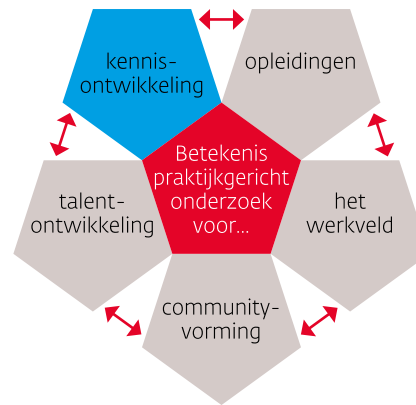 kennis-
ontwikkeling
opleidingen
Betekenis
praktijkgericht
onderzoek
voor...
talent-
ontwikkeling
het
werkveld
community-
vorming